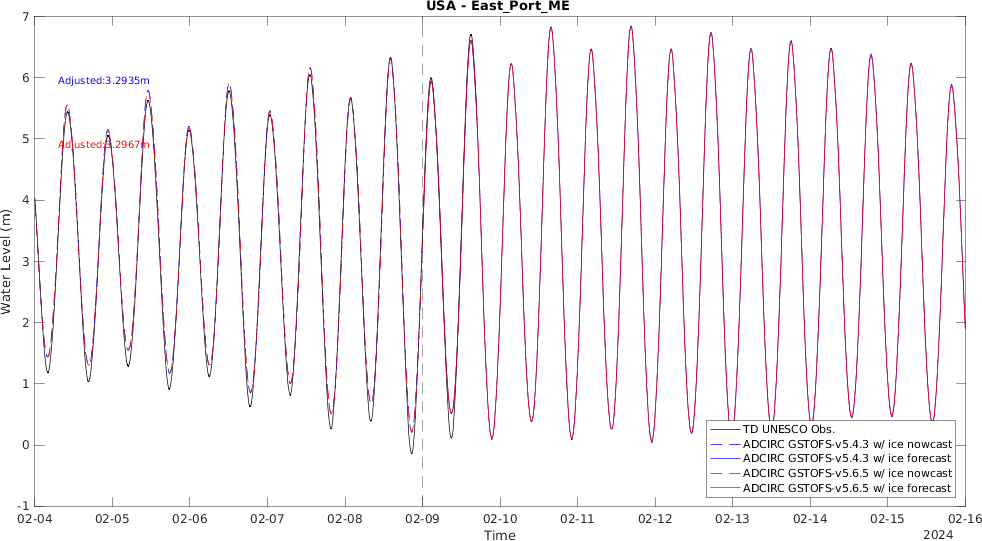 USA - East_Port_ME
7
6
5
4
3
2
1
0
-1
Water Level (m)
Adjusted:3.2935m
Adjusted:3.2967m
TD UNESCO Obs.
ADCIRC GSTOFS-v5.4.3 w/ ice nowcast
ADCIRC GSTOFS-v5.4.3 w/ ice forecast
ADCIRC GSTOFS-v5.6.5 w/ ice nowcast
ADCIRC GSTOFS-v5.6.5 w/ ice forecast
02-04 02-05 02-06 02-07 02-08 02-09 02-10 02-11 02-12 02-13 02-14 02-15 02-16
Time
2024